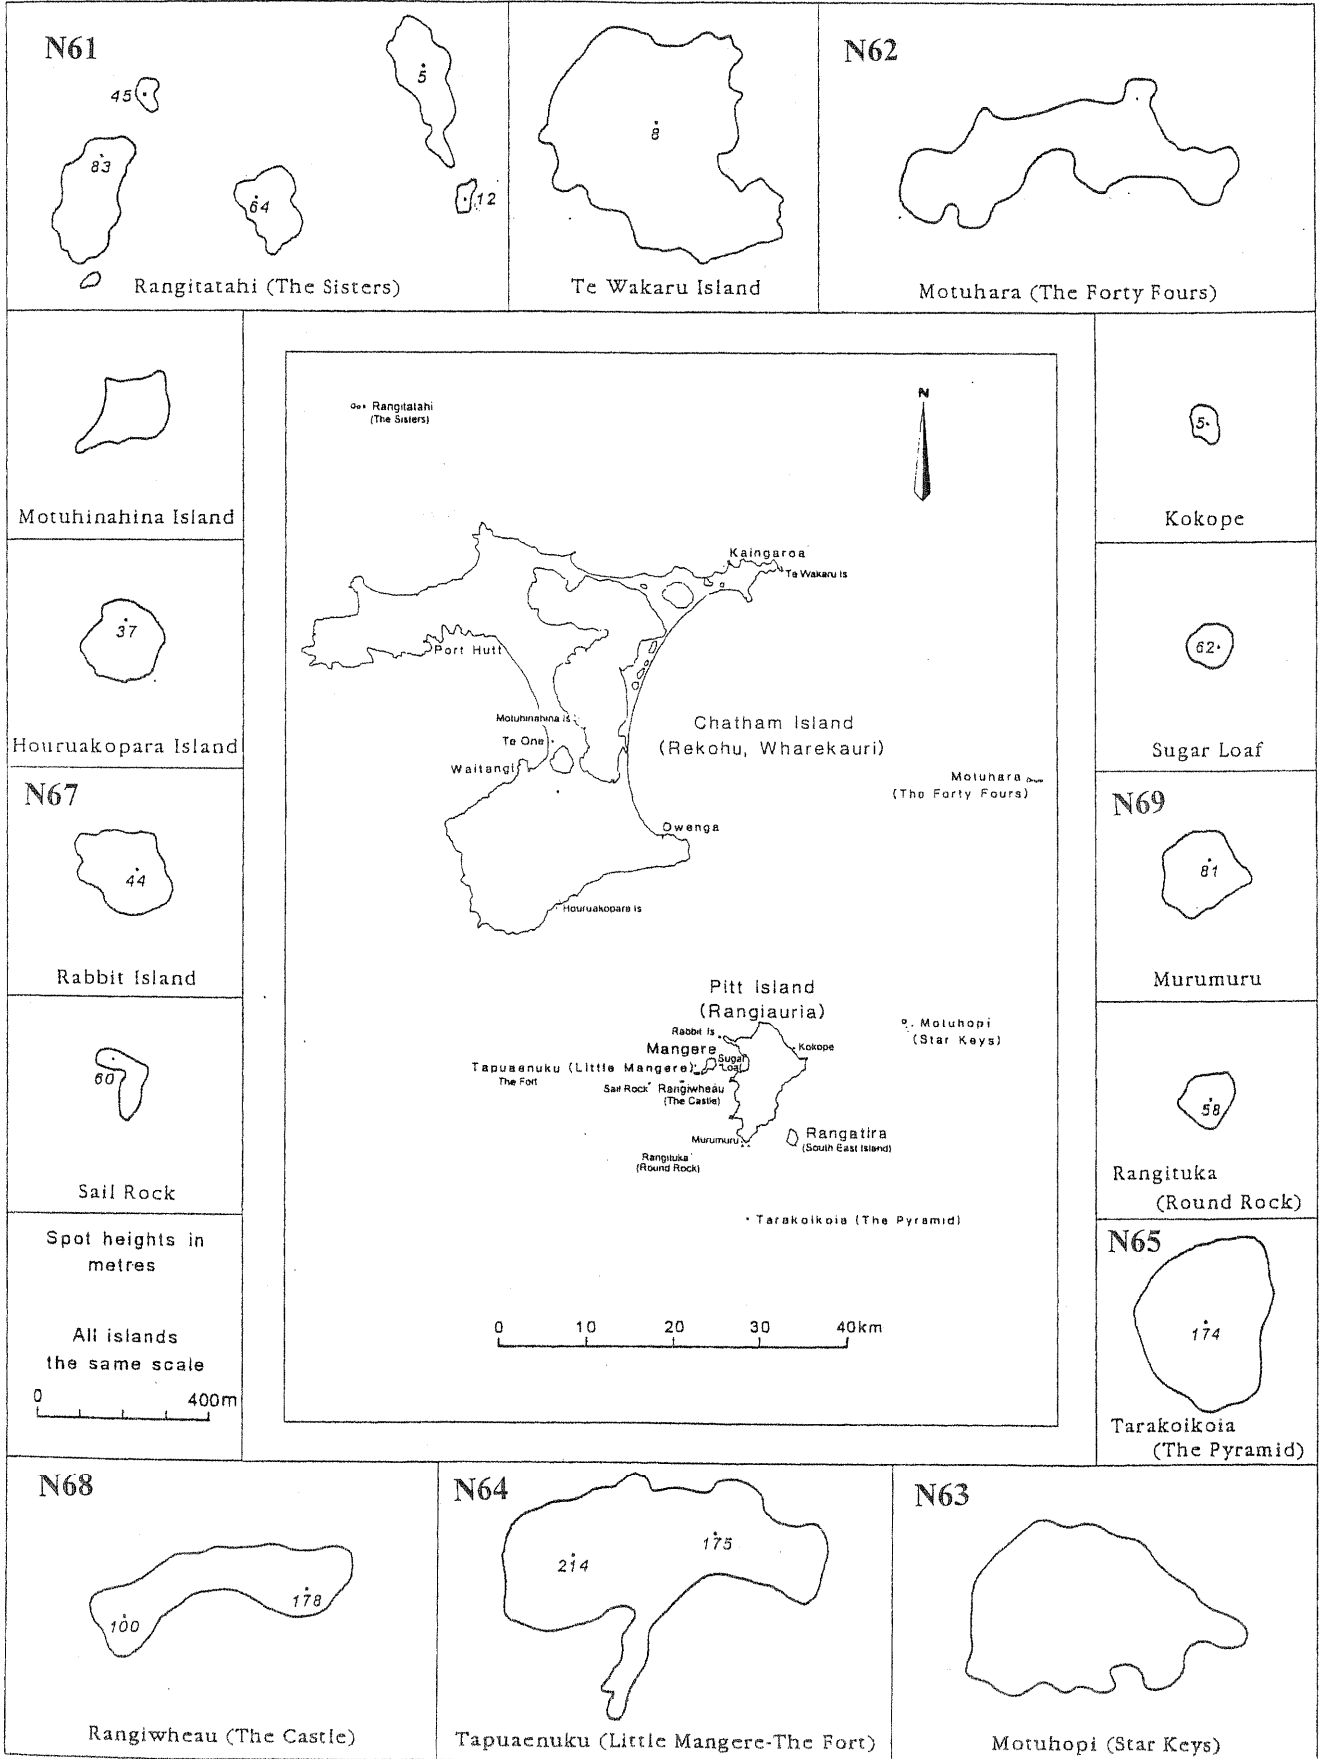 N61
45
83
64
5
12
Rangitatahi (The Sisters)
8
Te Wakaru Island
N62
Motuhara (The Forty Fours)
Motuhinahina Island
37
Houruakopara Island
N67
44
Rabbit Island
60
Sail Rock
Spot heights in
metres
All islands
the same scale
0 400m
Rangitatahi
(The Sisters)
N
Kaingaroa
Te Wakaru Is
Port Hutt
Motuhinahina Is
Te One
Waitangi
Chatham Island
(Rekohu, Wharekauri)
Motuhara
(The Forty Fours)
Owenga
Houruakopara Is
Pitt Island
(Rangiauria)
Rabbit Is
Mangere
Sugar
Loaf
Kokope
Motuhopi
(Star Keys)
Tapuaenuku (Little Mangere)
The Fort
Sail Rock
Rangiwheau
(The Castle)
Murumuru
Rangatira
(South East Island)
Rangituka
(Round Rock)
Tarakoikoia (The Pyramid)
0 10 20 30 40km
5
Kokope
62
Sugar Loaf
N69
81
Murumuru
58
Rangituka
(Round Rock)
N65
174
Tarakoikoia
(The Pyramid)
N68
100
178
Rangiwheau (The Castle)
N64
214
175
Tapuaenuku (Little Mangere-The Fort)
N63
Motuhopi (Star Keys)